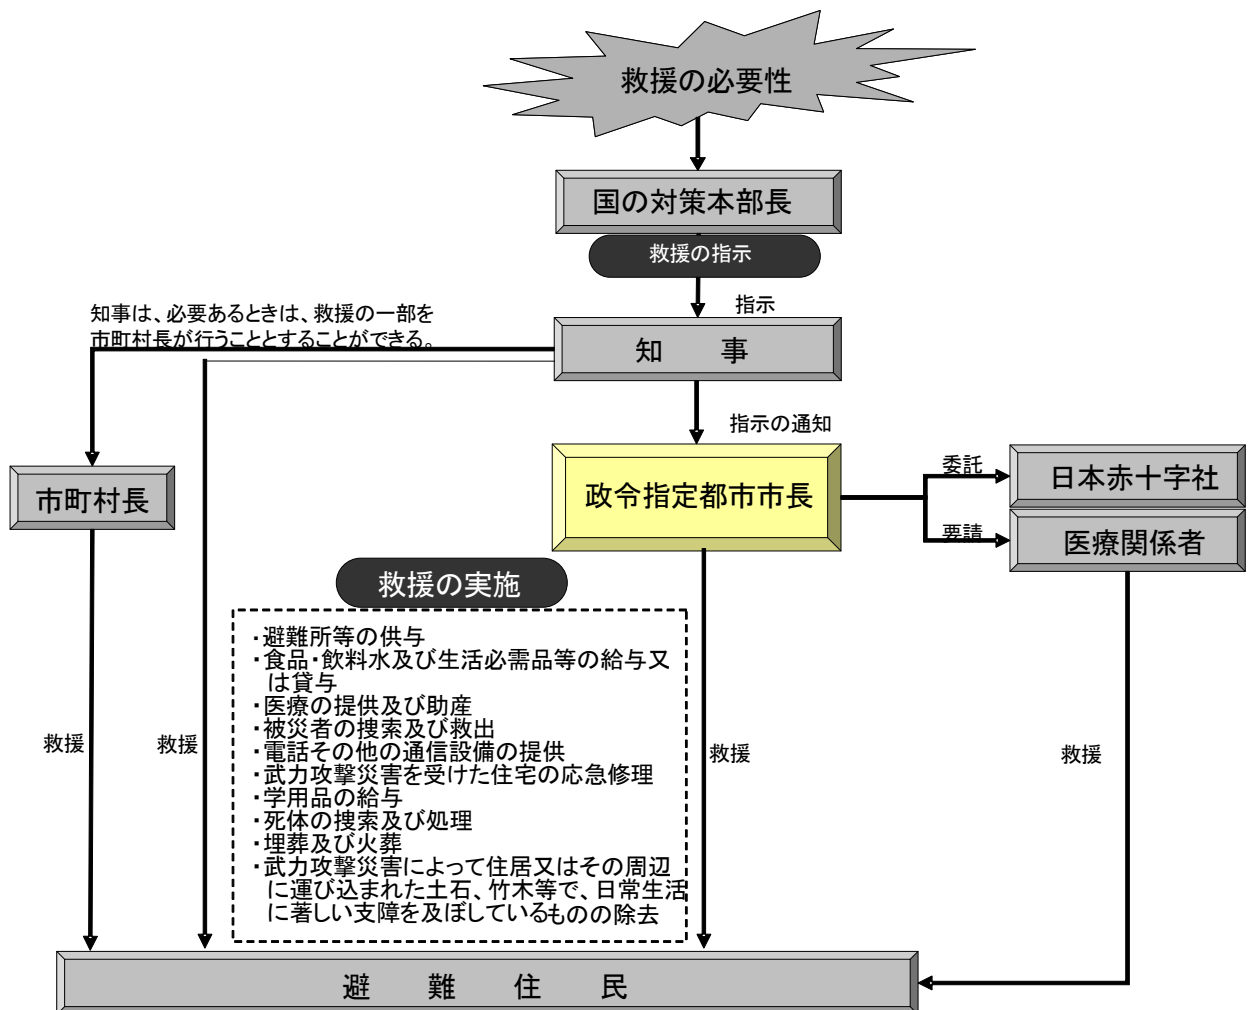 救援の必要性
国の対策本部長
救援の指示
指示
知事は、必要あるときは、救援の一部を
市町村長が行うこととすることができる。
知　事
指示の通知
政令指定都市市長
委託
日本赤十字社
要請
医療関係者
市町村長
救援の実施
・避難所等の供与
・食品・飲料水及び生活必需品等の給与又
は貸与
・医療の提供及び助産
・被災者の捜索及び救出
・電話その他の通信設備の提供
・武力攻撃災害を受けた住宅の応急修理
・学用品の給与
・死体の捜索及び処理
・埋葬及び火葬
・武力攻撃災害によって住居又はその周辺
に運び込まれた土石、竹木等で、日常生活
に著しい支障を及ぼしているものの除去
救援
救援
救援
救援
避　難　住　民